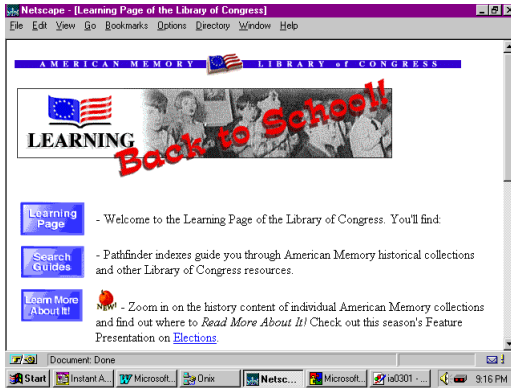 Netscape - [Learning Page of the Library of Congress]
File Edit View Go Bookmarks Options Directory Window Help
AMERICAN MEMORY LIBRARY of CONGRESS
LEARNING
Back to School!
Learning Page
- Welcome to the Learning Page of the Library of Congress. You'll find:
Search Guides
- Pathfinder indexes guide you through American Memory historical collections
and other Library of Congress resources.
Learn More About It!
NEW! - Zoom in on the history content of individual American Memory collections
and find out where to Read More About It! Check out this season's Feature
Presentation on Elections.
Document: Done
Start Instant A... Microsoft... Onix Netsc... Microsoft... ia0301 - ... 9:16 PM